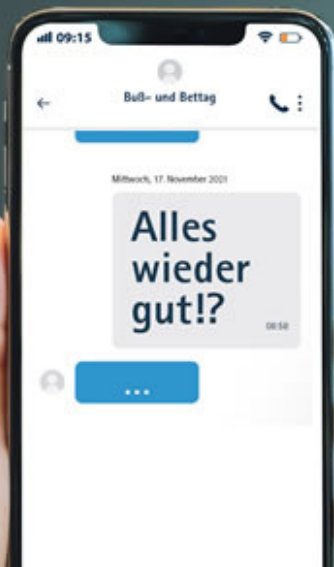 09:15
Buß- und Bettag
Mittwoch, 17. November 2021
Alles
wieder
gut!?
08:58
...